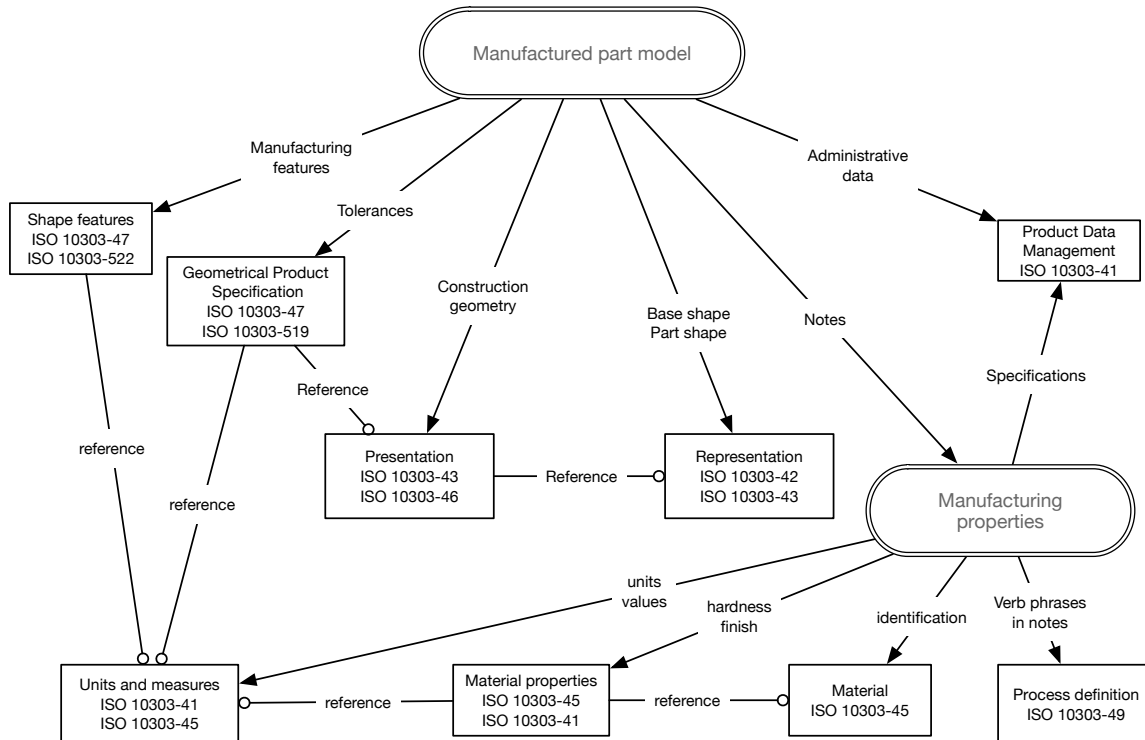 Manufactured part model
Manufacturing
features
Administrative
data
Tolerances
Shape features
ISO 10303-47
ISO 10303-522
Product Data
Management
ISO 10303-41
Geometrical Product
Specification
ISO 10303-47
ISO 10303-519
Construction
geometry
Base shape
Part shape
Notes
Reference
Specifications
reference
Presentation
ISO 10303-43
ISO 10303-46
Reference
Representation
ISO 10303-42
ISO 10303-43
reference
Manufacturing
properties
units
values
hardness
finish
identification
Verb phrases
in notes
Units and measures
ISO 10303-41
ISO 10303-45
reference
Material properties
ISO 10303-45
ISO 10303-41
reference
Material
ISO 10303-45
Process definition
ISO 10303-49